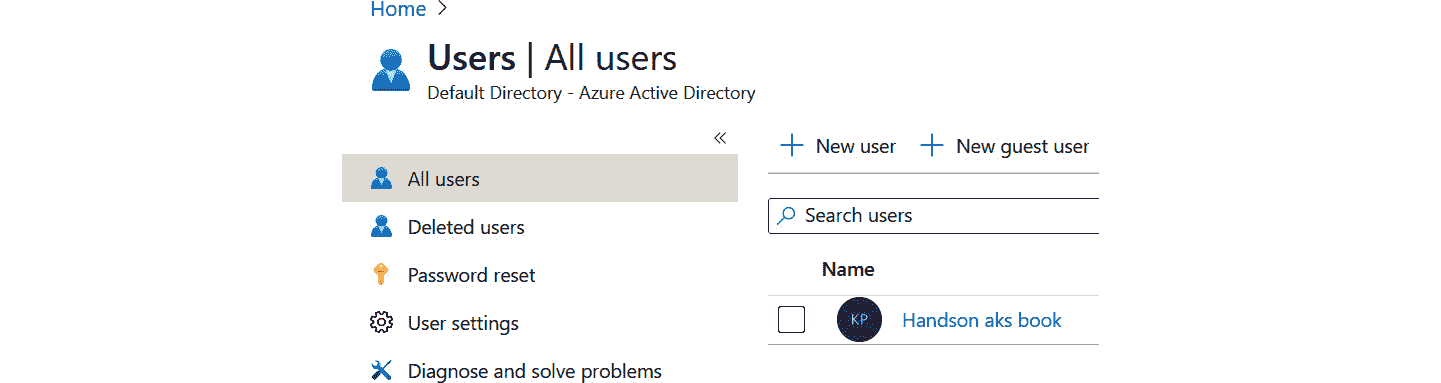 Home >
Users | All users
Default Directory - Azure Active Directory
«
All users
Deleted users
Password reset
User settings
Diagnose and solve problems
+ New user + New guest user
Search users
Name
KP Handson aks book